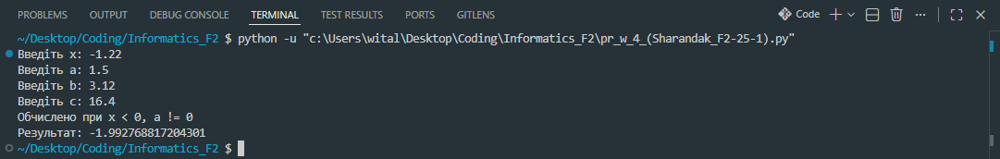 PROBLEMS OUTPUT DEBUG CONSOLE TERMINAL TEST RESULTS PORTS GITLENS Code
~/Desktop/Coding/Informatics_F2 $ python -u "c:\Users\wital\Desktop\Coding\Informatics_F2\pr_w_4_(Sharandak_F2-25-1).py"
Введіть x: -1.22
Введіть a: 1.5
Введіть b: 3.12
Введіть c: 16.4
Обчислено при x < 0, a != 0
Результат: -1.992768817204301
~/Desktop/Coding/Informatics_F2 $